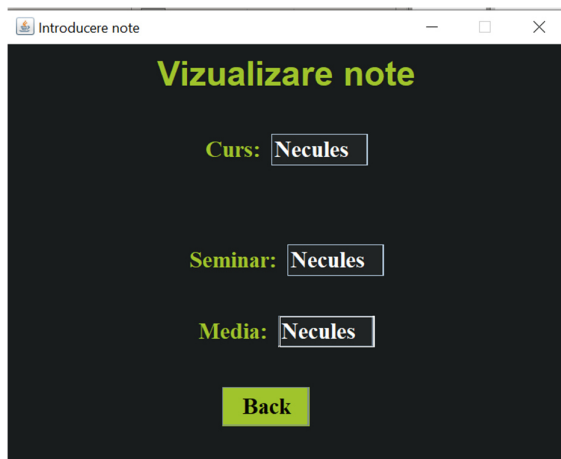 Introducere note
Vizualizare note
Curs: Necules
Seminar: Necules
Media: Necules
Back